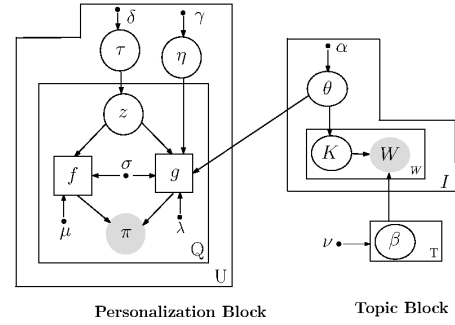 δ
γ
τ
η
α
z
θ
f
σ
g
K
W
W
I
μ
λ
π
Q
U
ν
β
T
Personalization Block
Topic Block